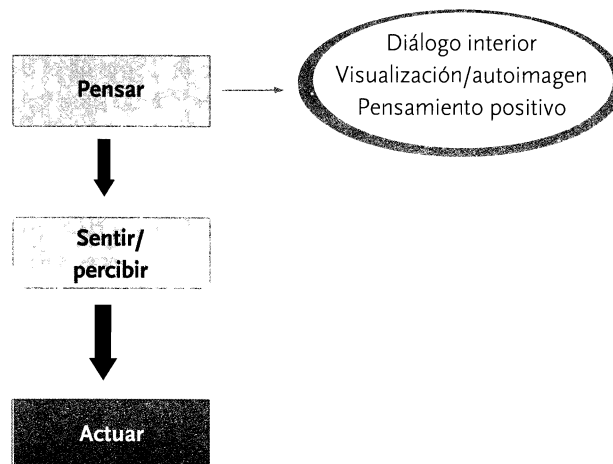 Pensar
Diálogo interior
Visualización/autoimagen
Pensamiento positivo
Sentir/
percibir
Actuar